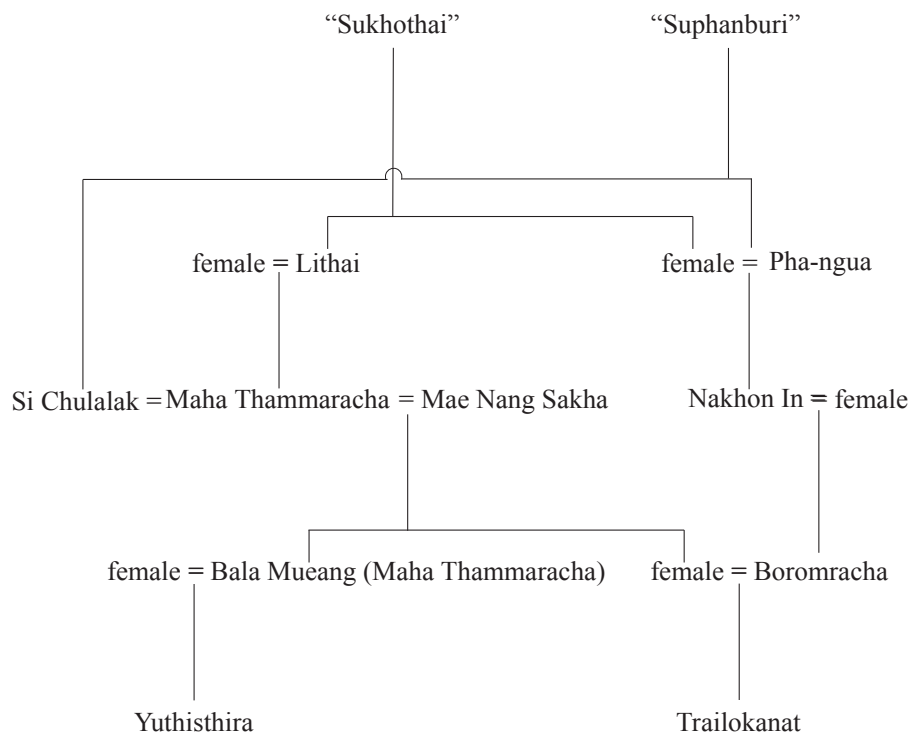 “Sukhothai” “Suphanburi”
female = Lithai female = Pha-ngua
Si Chulalak = Maha Thammaracha = Mae Nang Sakha Nakhon In = female
female = Bala Mueang (Maha Thammaracha) female = Boromracha
Yuthisthira Trailokanat